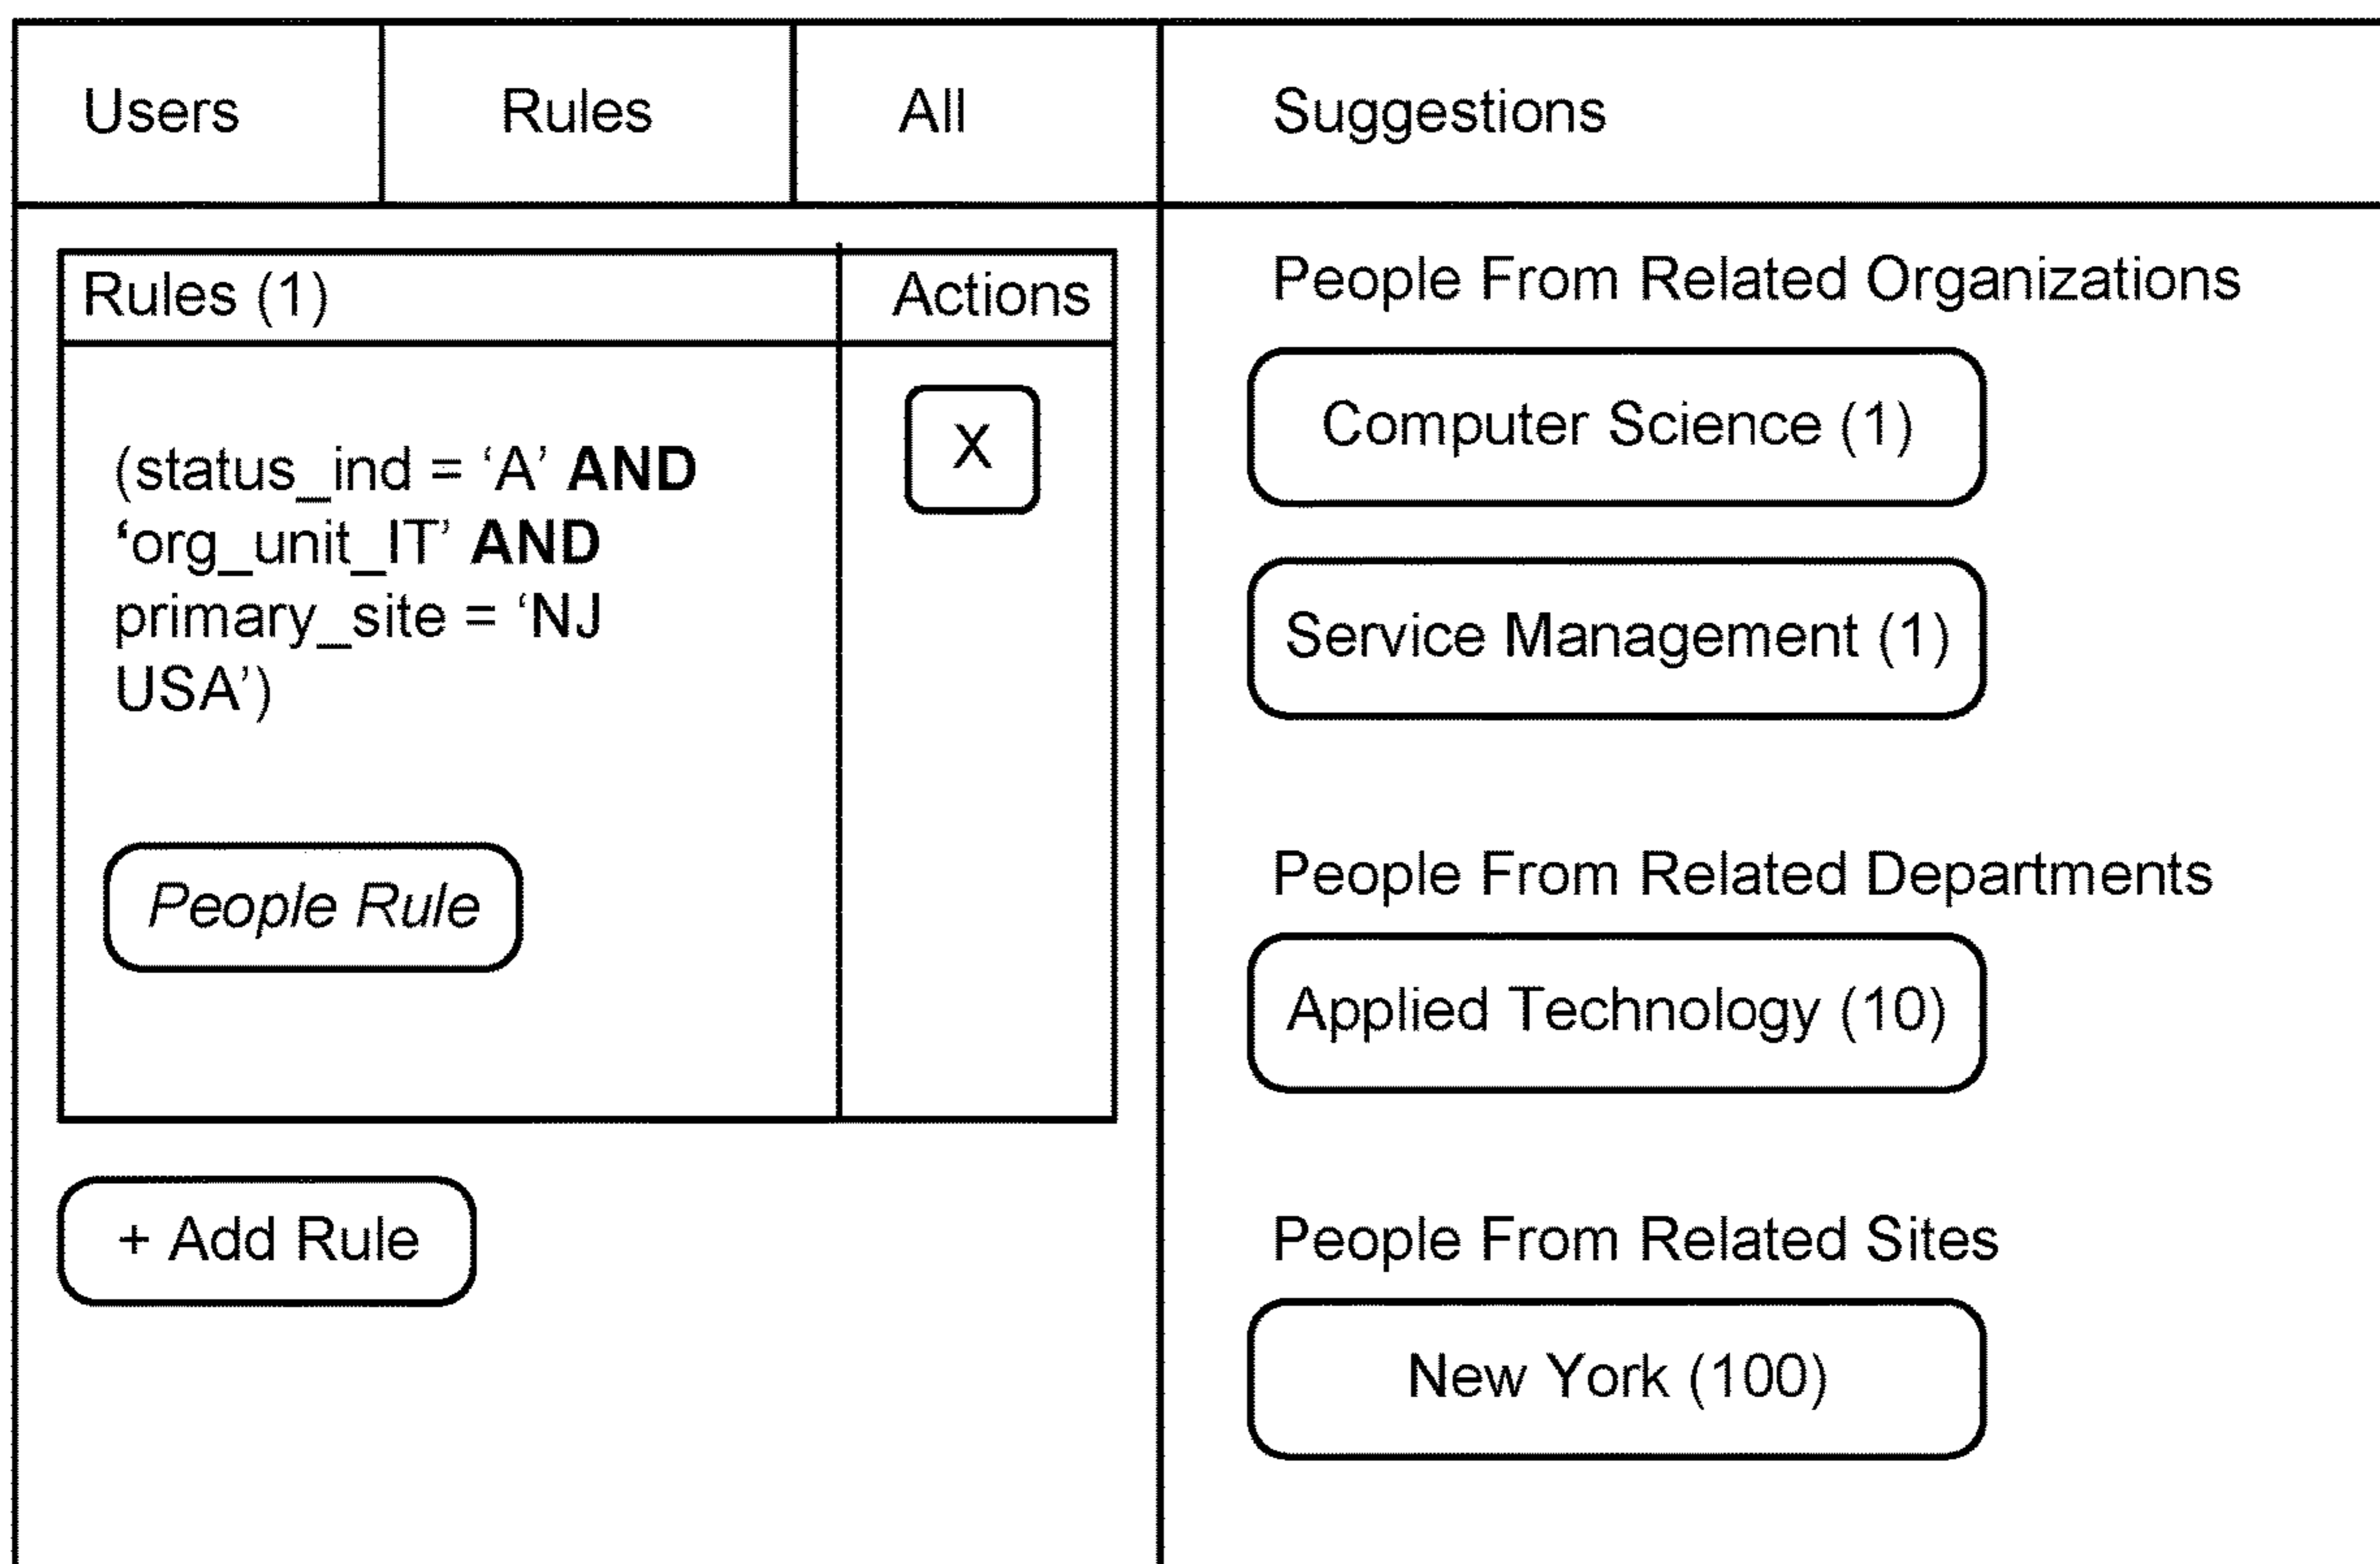 Users
Rules
All
Suggestions
Rules (1)
Actions
(status_ind = ‘A’ AND
‘org_unit_IT’ AND
primary_site = ‘NJ
USA’)
X
People Rule
+ Add Rule
People From Related Organizations
Computer Science (1)
Service Management (1)
People From Related Departments
Applied Technology (10)
People From Related Sites
New York (100)